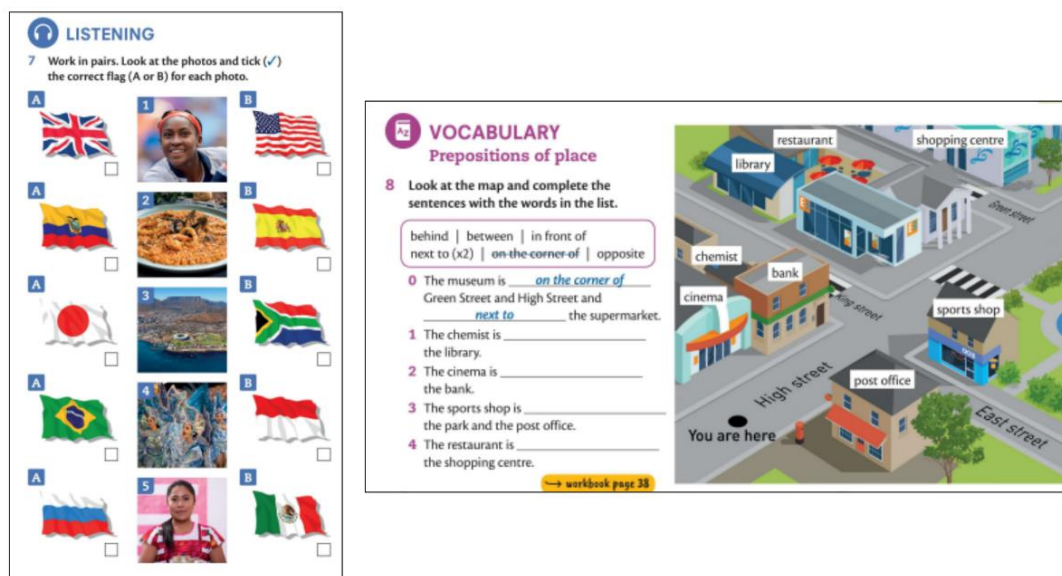 LISTENING
7 Work in pairs. Look at the photos and tick (✓)
the correct flag (A or B) for each photo.
A
1
B
A
2
B
A
3
B
A
4
B
A
5
B
AZ
VOCABULARY
Prepositions of place
8 Look at the map and complete the
sentences with the words in the list.
behind | between | in front of
next to (x2) | on the corner of | opposite
0 The museum is on the corner of
Green Street and High Street and
next to the supermarket.
1 The chemist is
the library.
2 The cinema is
the bank.
3 The sports shop is
the park and the post office.
4 The restaurant is
the shopping centre.
→ workbook page 38
restaurant
shopping centre
library
Green street
chemist
bank
cinema
King street
sports shop
High street
post office
You are here
East street